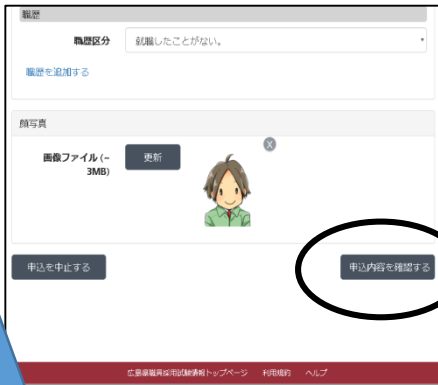 職歴
職歴区分 就職したことがない。
職歴を追加する
顔写真
画像ファイル (~
3MB)
更新
X
申込を中止する 申込内容を確認する
広島県職員採用試験情報トップページ 利用規約 ヘルプ